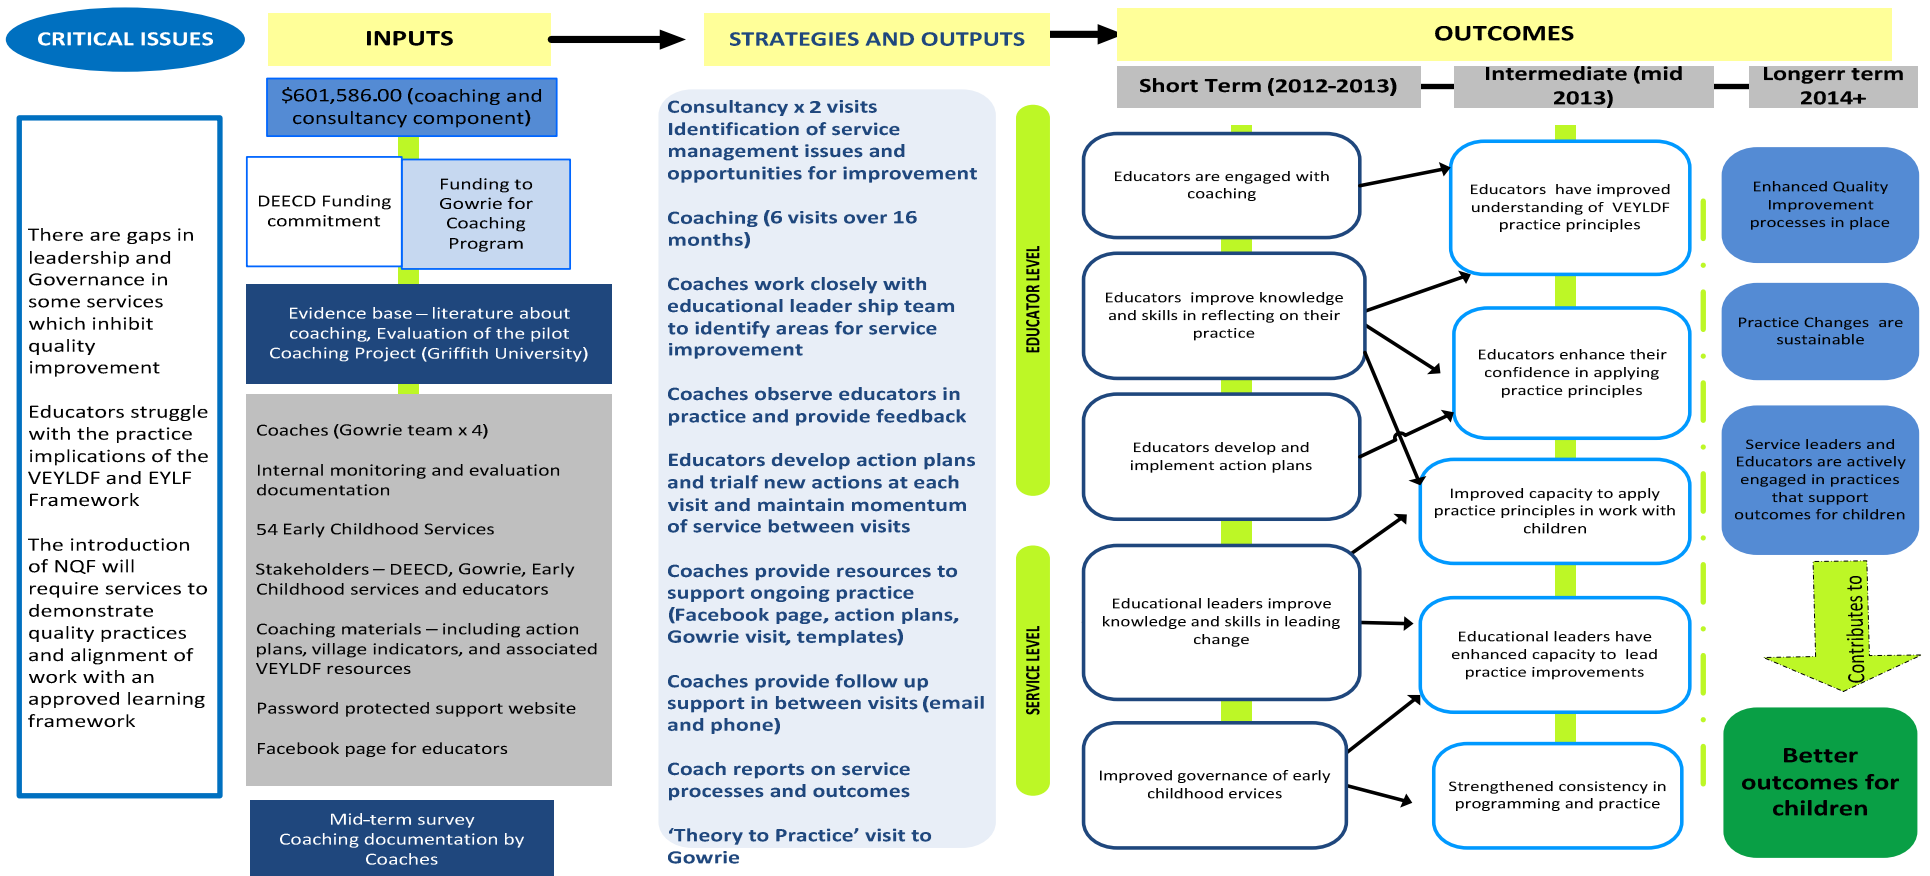 CRITICAL ISSUES
INPUTS
STRATEGIES AND OUTPUTS
OUTCOMES
Short Term (2012-2013)
Intermediate (mid
2013)
Longerr term
2014+
There are gaps in
leadership and
Governance in
some services
which inhibit
quality
improvement
Educators struggle
with the practice
implications of the
VEYLDF and EYLF
Framework
The introduction
of NQF will
require services to
demonstrate
quality practices
and alignment of
work with an
approved learning
framework
$601,586.00 (coaching and
consultancy component)
DEECD Funding
commitment
Funding to
Gowrie for
Coaching
Program
Evidence base – literature about
coaching, Evaluation of the pilot
Coaching Project (Griffith University)
Coaches (Gowrie team x 4)
Internal monitoring and evaluation
documentation
54 Early Childhood Services
Stakeholders – DEECD, Gowrie, Early
Childhood services and educators
Coaching materials – including action
plans, village indicators, and associated
VEYLDF resources
Password protected support website
Facebook page for educators
Mid-term survey
Coaching documentation by
Coaches
Consultancy x 2 visits
Identification of service
management issues and
opportunities for improvement
Coaching (6 visits over 16
months)
Coaches work closely with
educational leader ship team
to identify areas for service
improvement
Coaches observe educators in
practice and provide feedback
Educators develop action plans
and trialf new actions at each
visit and maintain momentum
of service between visits
Coaches provide resources to
support ongoing practice
(Facebook page, action plans,
Gowrie visit, templates)
Coaches provide follow up
support in between visits (email
and phone)
Coach reports on service
processes and outcomes
‘Theory to Practice’ visit to
Gowrie
EDUCATOR LEVEL
SERVICE LEVEL
Educators are engaged with
coaching
Educators improve knowledge
and skills in reflecting on their
practice
Educators develop and
implement action plans
Educational leaders improve
knowledge and skills in leading
change
Improved governance of early
childhood ervices
Educators have improved
understanding of VEYLDF
practice principles
Educators enhance their
confidence in applying
practice principles
Improved capacity to apply
practice principles in work with
children
Educational leaders have
enhanced capacity to lead
practice improvements
Strengthened consistency in
programming and practice
Enhanced Quality
Improvement
processes in place
Practice Changes are
sustainable
Service leaders and
Educators are actively
engaged in practices
that support
outcomes for children
Contributes to
Better
outcomes for
children